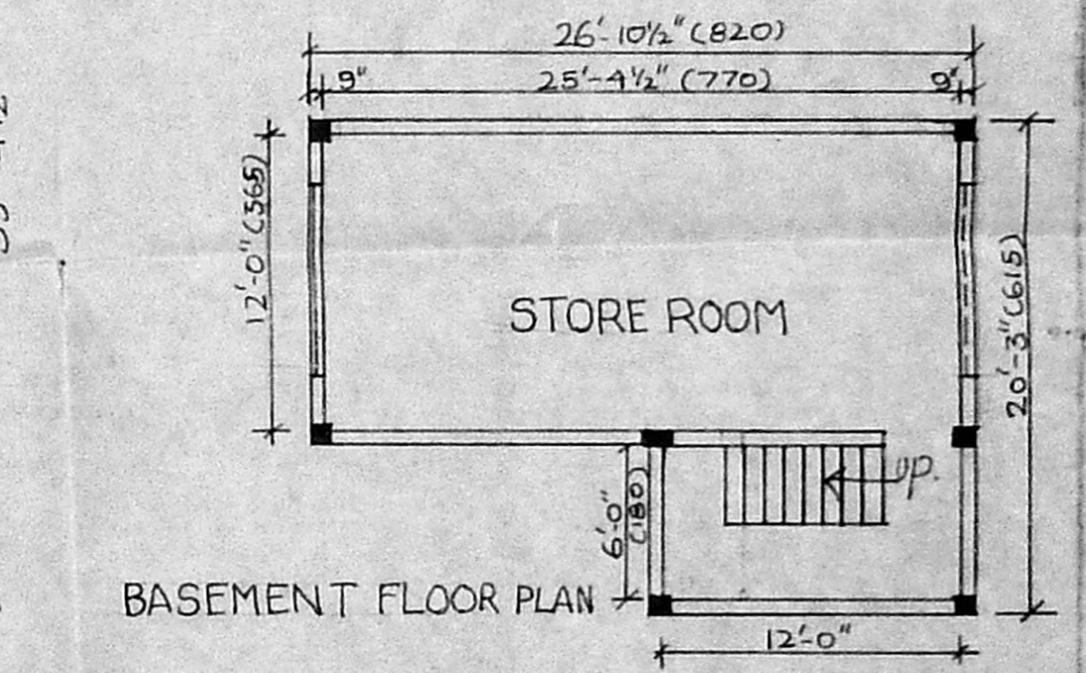 26'-10½" (820)
9" 25'-4½" (770) 9"
12'-0" (365)
STORE ROOM
20'-3" (615)
UP.
6'-0"
(180)
BASEMENT FLOOR PLAN
12'-0"